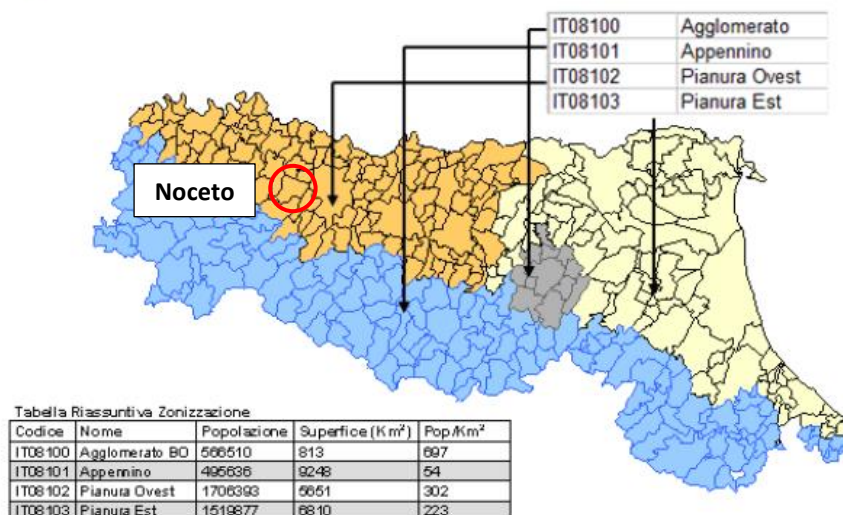 IT08100 Agglomerato
IT08101 Appennino
IT08102 Pianura Ovest
IT08103 Pianura Est
Noceto
Tabella Riassuntiva Zonizzazione
Codice Nome Popolazione Superfice (Km²) Pop/Km²
IT08100 Agglomerato BO 566510 813 697
IT08101 Appennino 495636 9248 54
IT08102 Pianura Ovest 1706393 5651 302
IT08103 Pianura Est 1519877 6810 223